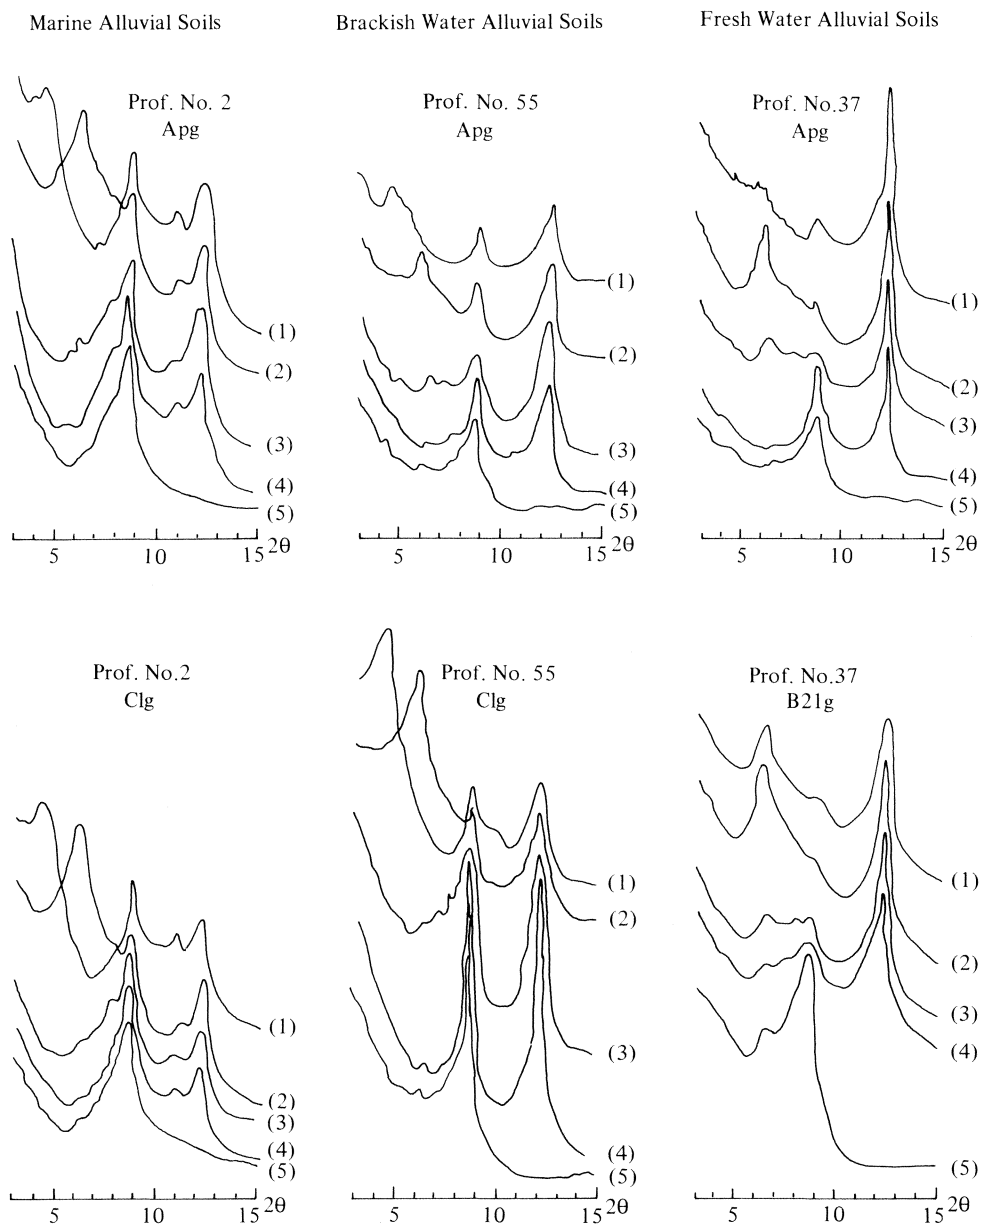 Marine Alluvial Soils
Brackish Water Alluvial Soils
Fresh Water Alluvial Soils
Prof. No. 2
Apg
(1)
(2)
(3)
(4)
(5)
5 10 15 2θ
Prof. No. 55
Apg
(1)
(2)
(3)
(4)
(5)
5 10 15 2θ
Prof. No.37
Apg
(1)
(2)
(3)
(4)
(5)
5 10 15 2θ
Prof. No.2
Clg
(1)
(2)
(3)
(4)
(5)
5 10 15 2θ
Prof. No. 55
Clg
(1)
(2)
(3)
(4)
(5)
5 10 15 2θ
Prof. No.37
B21g
(1)
(2)
(3)
(4)
(5)
5 10 15 2θ